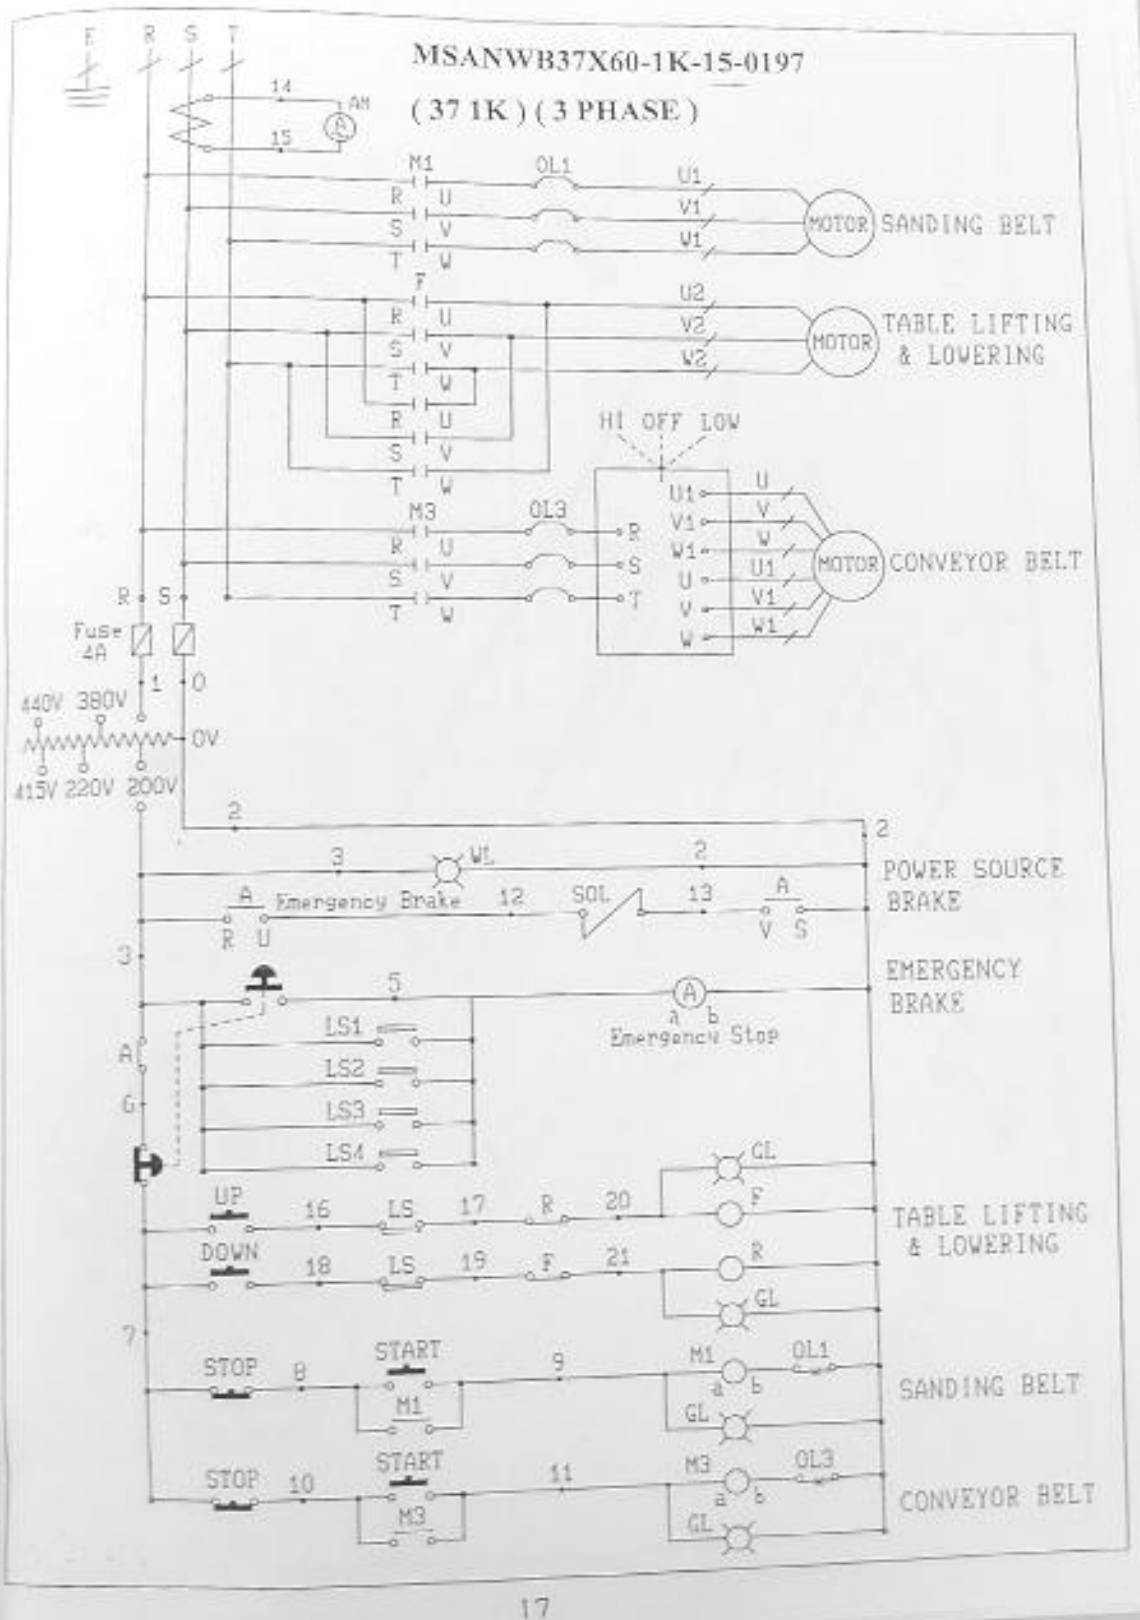 E R S T
MSANWB37X60-1K-15-0197
( 37 1K ) ( 3 PHASE )
14
AM
A
15
M1 OL1 U1
R U V1
S V W1
T W
MOTOR SANDING BELT
F U2
R U V2
S V W2
T W
MOTOR TABLE LIFTING
& LOWERING
R U
S V
T W
HI OFF LOW
M3 OL3
R U
S V
T W
R
S
T
U1 U
V1 V
W1 W
U U1
V V1
W W1
MOTOR CONVEYOR BELT
R S
Fuse
4A
1 0
440V 380V
0V
415V 220V 200V
2 2
3 WL 2 POWER SOURCE
BRAKE
A Emergency Brake 12 SOL 13 A
R U V S
3
5 A EMERGENCY
BRAKE
a b
Emergency Stop
LS1
A
LS2
6
LS3
LS4
GL
UP 16 LS 17 R 20 F TABLE LIFTING
& LOWERING
DOWN 18 LS 19 F 21 R
GL
7
STOP 8 START 9 M1 OL1
a b
M1
GL
SANDING BELT
STOP 10 START 11 M3 OL3
a b
M3
GL
CONVEYOR BELT
17